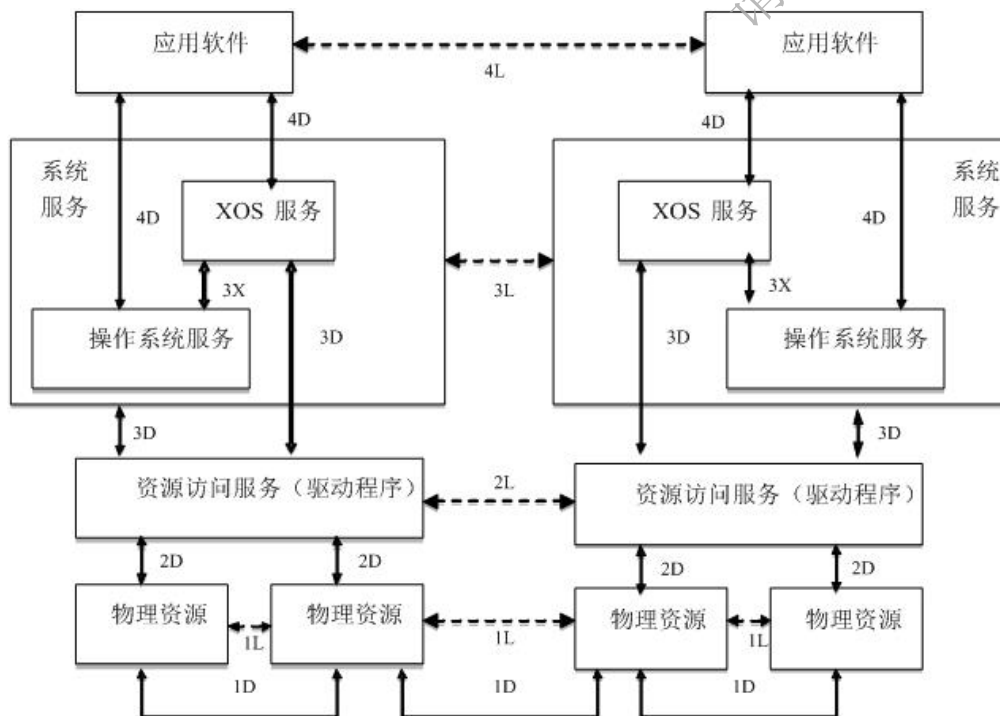 应用软件
应用软件
4L
4D
4D
系统
服务
XOS 服务
4D
3X
操作系统服务
3D
3L
系统
服务
XOS 服务
4D
3X
操作系统服务
3D
3D
3D
资源访问服务（驱动程序）
2L
资源访问服务（驱动程序）
2D
2D
2D
2D
物理资源
物理资源
物理资源
物理资源
1L
1L
1L
1D
1D
1D